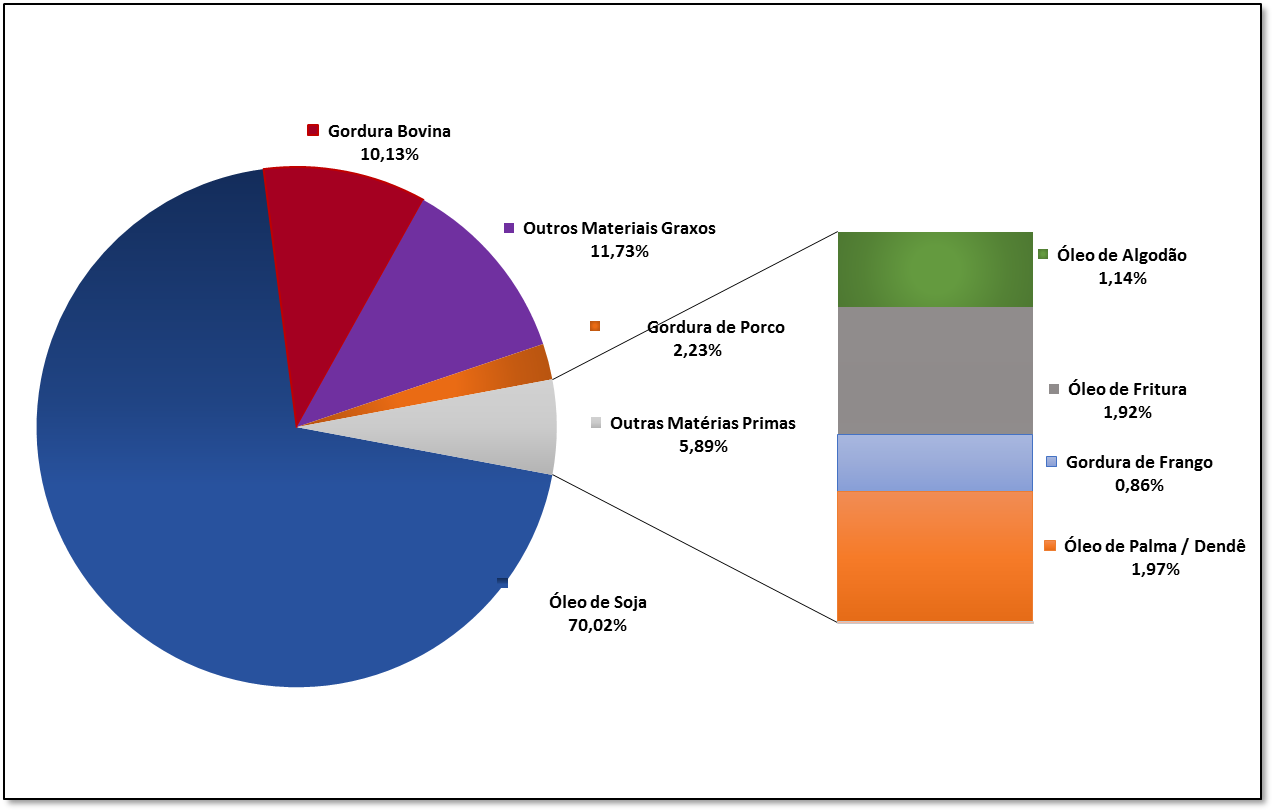 Gordura Bovina
10,13%
Outros Materiais Graxos
11,73%
Gordura de Porco
2,23%
Outras Matérias Primas
5,89%
Óleo de Soja
70,02%
Óleo de Algodão
1,14%
Óleo de Fritura
1,92%
Gordura de Frango
0,86%
Óleo de Palma / Dendê
1,97%